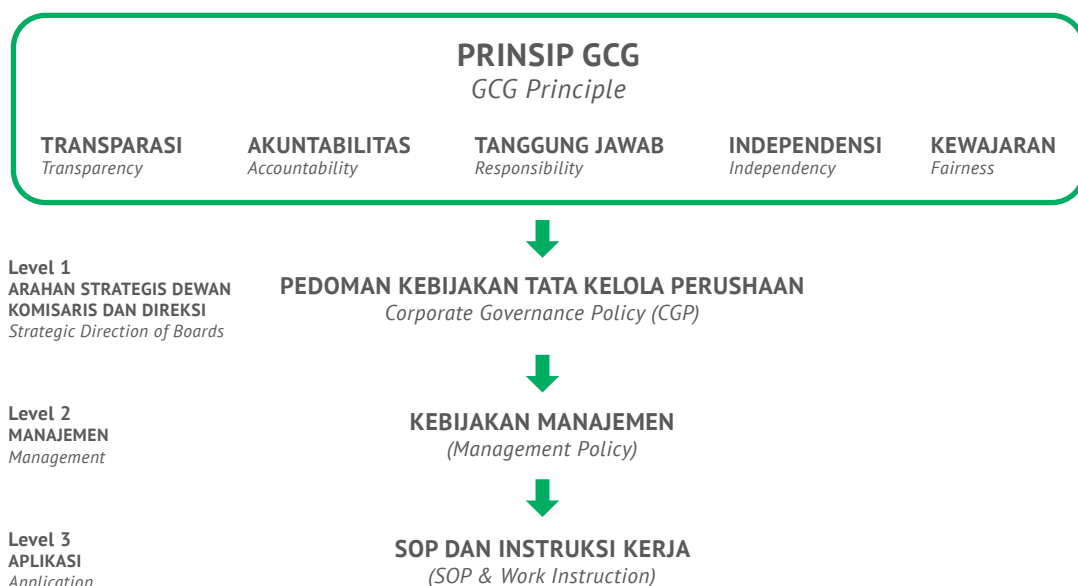 PRINSIP GCG
GCG Principle
TRANSPARASI
Transparency
AKUNTABILITAS
Accountability
TANGGUNG JAWAB
Responsibility
INDEPENDENSI
Independency
KEWAJARAN
Fairness
Level 1
ARAHAN STRATEGIS DEWAN
KOMISARIS DAN DIREKSI
Strategic Direction of Boards
PEDOMAN KEBIJAKAN TATA KELOLA PERUSHAAN
Corporate Governance Policy (CGP)
Level 2
MANAJEMEN
Management
KEBIJAKAN MANAJEMEN
(Management Policy)
Level 3
APLIKASI
Application
SOP DAN INSTRUKSI KERJA
(SOP & Work Instruction)